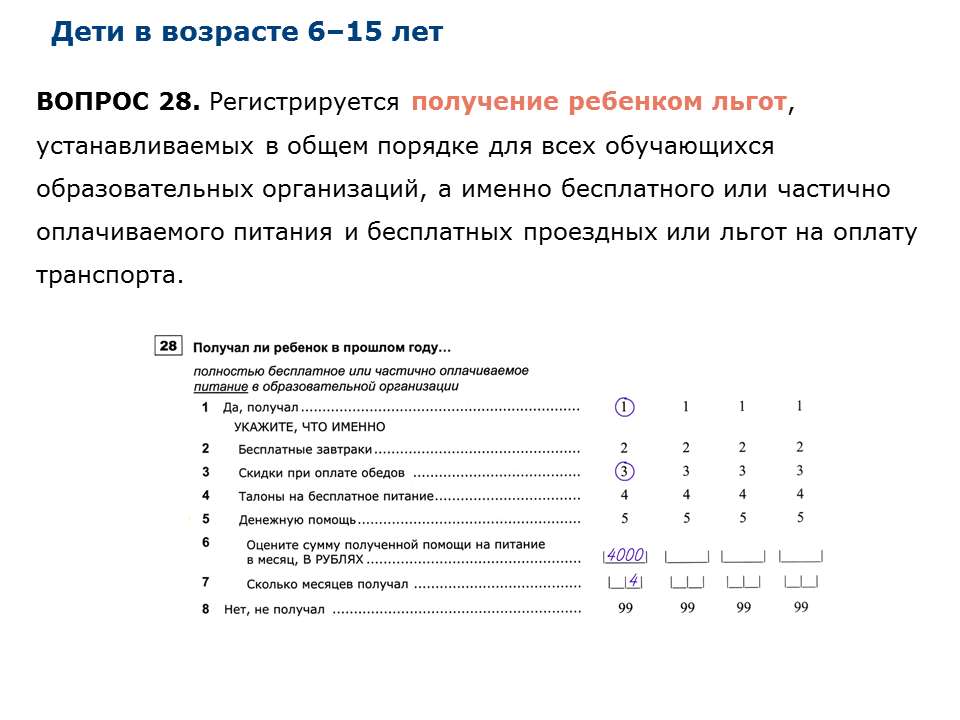 Дети в возрасте 6–15 лет
ВОПРОС 28. Регистрируется получение ребенком льгот,
устанавливаемых в общем порядке для всех обучающихся
образовательных организаций, а именно бесплатного или частично
оплачиваемого питания и бесплатных проездных или льгот на оплату
транспорта.
28 Получал ли ребенок в прошлом году...
полностью бесплатное или частично оплачиваемое
питание в образовательной организации
1 Да, получал 1 1 1 1
УКАЖИТЕ, ЧТО ИМЕННО
2 Бесплатные завтраки 2 2 2 2
3 Скидки при оплате обедов 3 3 3 3
4 Талоны на бесплатное питание 4 4 4 4
5 Денежную помощь 5 5 5 5
6 Оцените сумму полученной помощи на питание
в месяц, В РУБЛЯХ 4000
7 Сколько месяцев получал 4
8 Нет, не получал 99 99 99 99